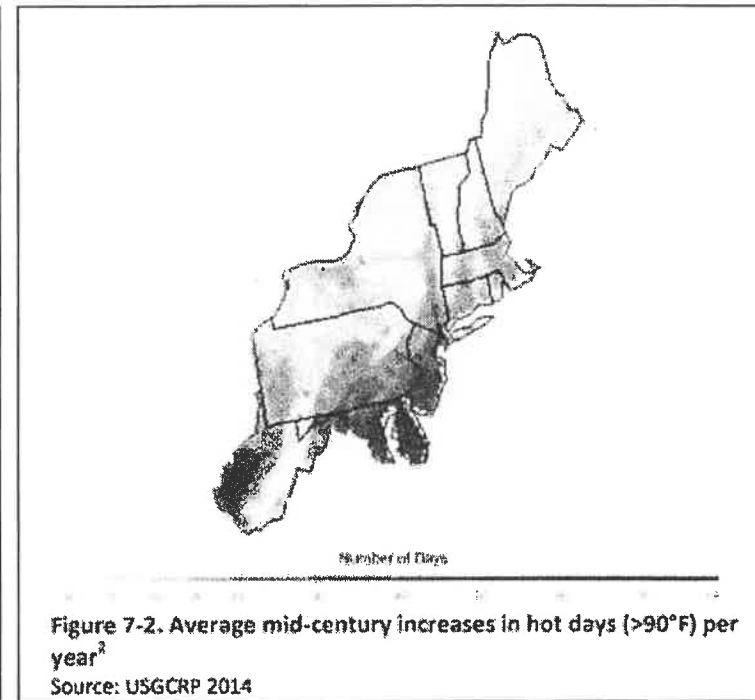 Number of Days
Figure 7-2. Average mid-century increases in hot days (>90°F) per
year²
Source: USGCRP 2014